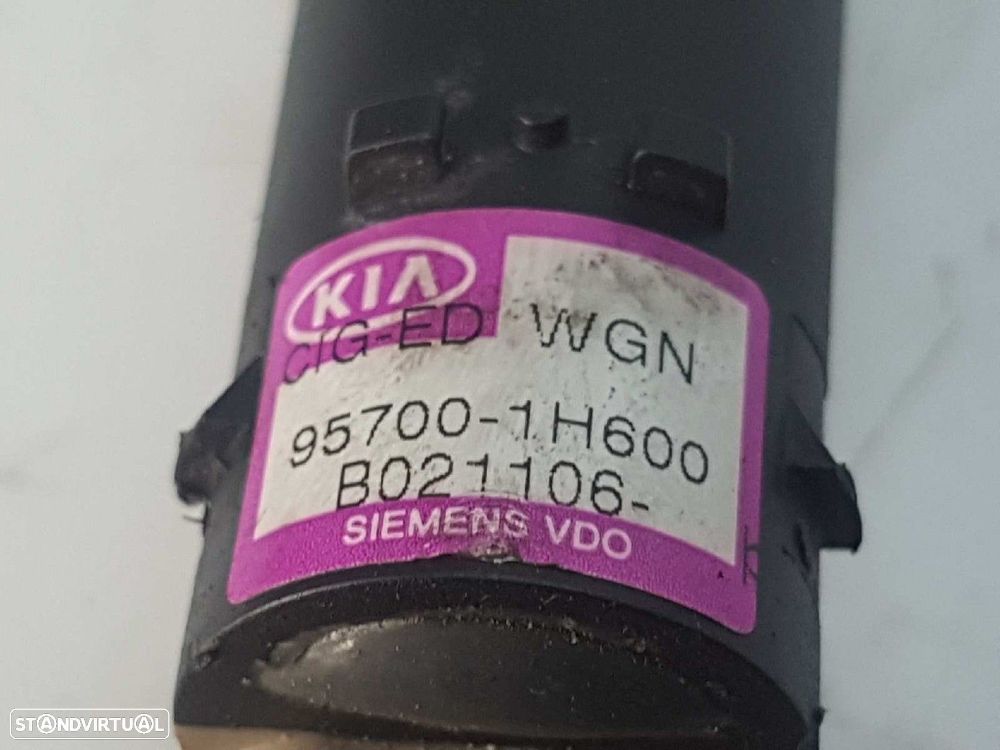 KIA
CIG-ED WGN
95700-1H600
B021106-
SIEMENS VDO
STANDVIRTUAL